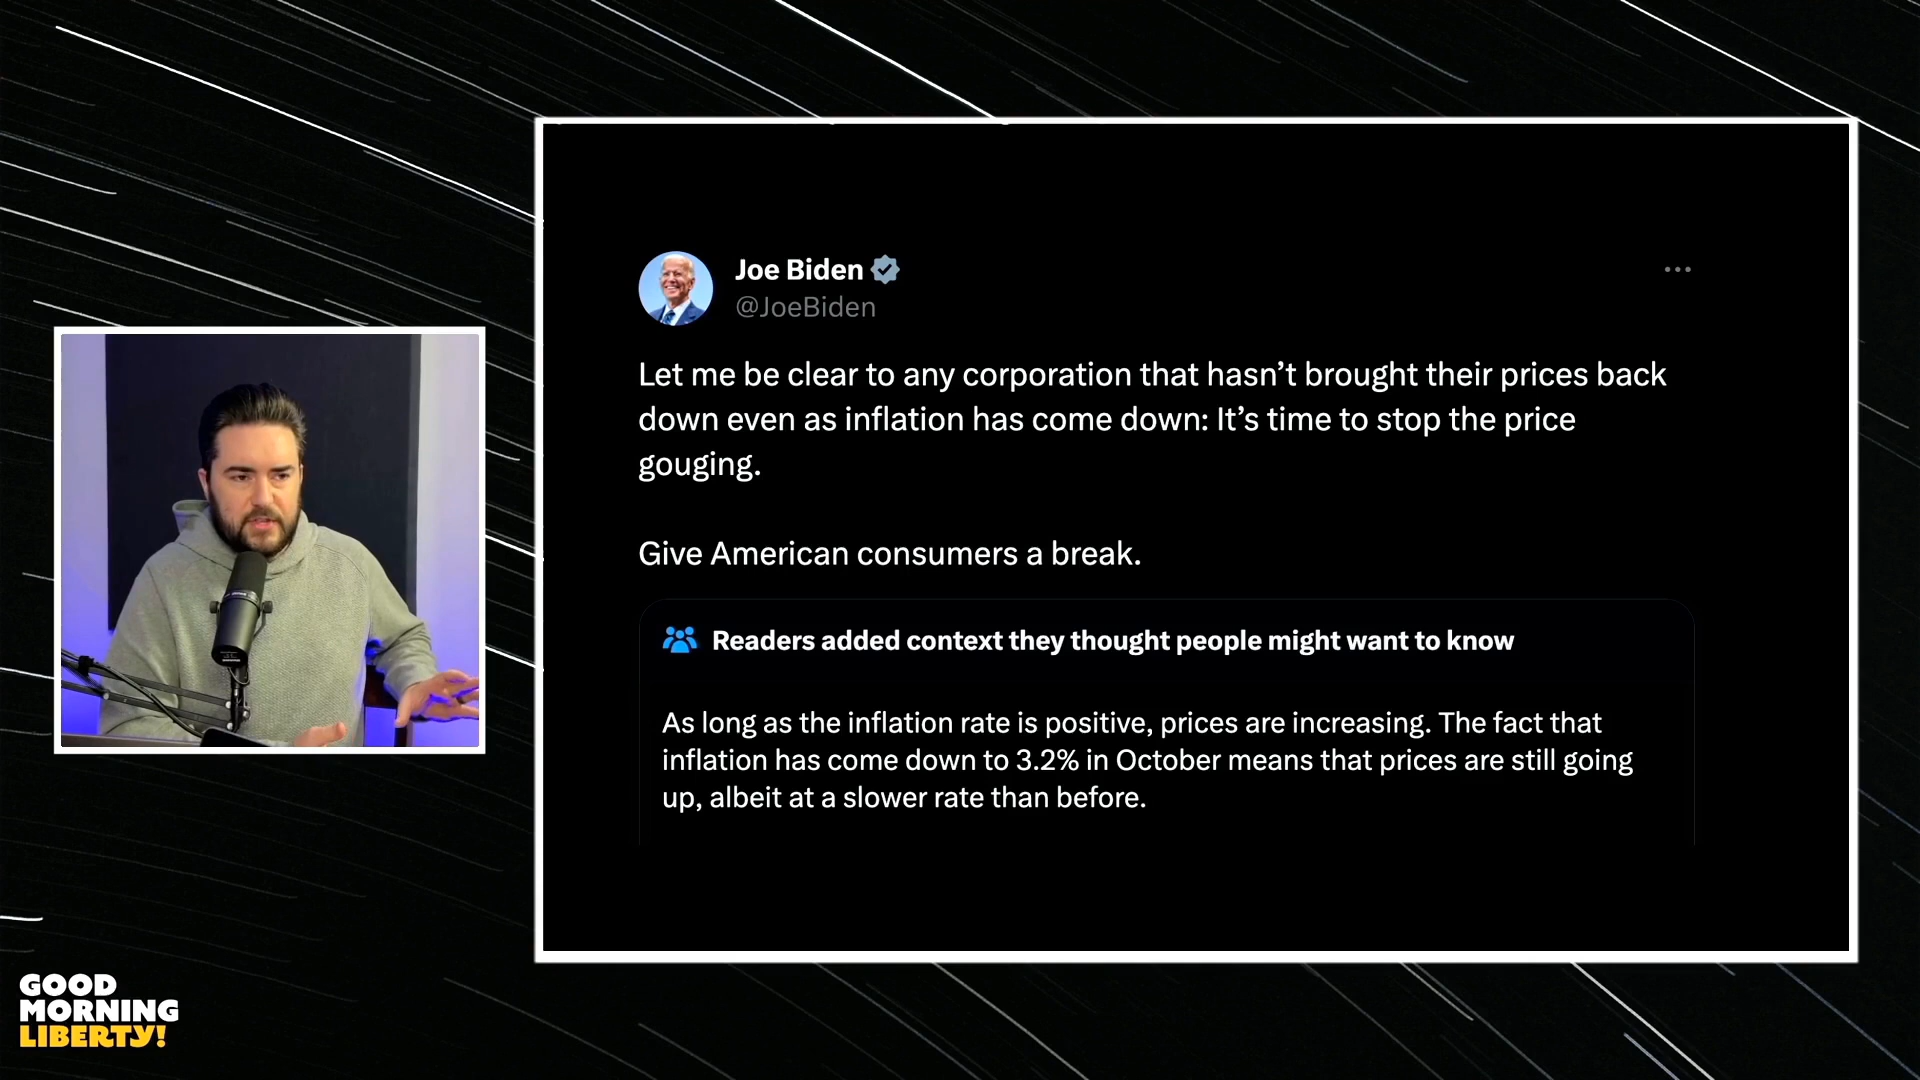 Joe Biden
@JoeBiden
Let me be clear to any corporation that hasn’t brought their prices back
down even as inflation has come down: It’s time to stop the price
gouging.
Give American consumers a break.
Readers added context they thought people might want to know
As long as the inflation rate is positive, prices are increasing. The fact that
inflation has come down to 3.2% in October means that prices are still going
up, albeit at a slower rate than before.
GOOD
MORNING
LIBERTY!